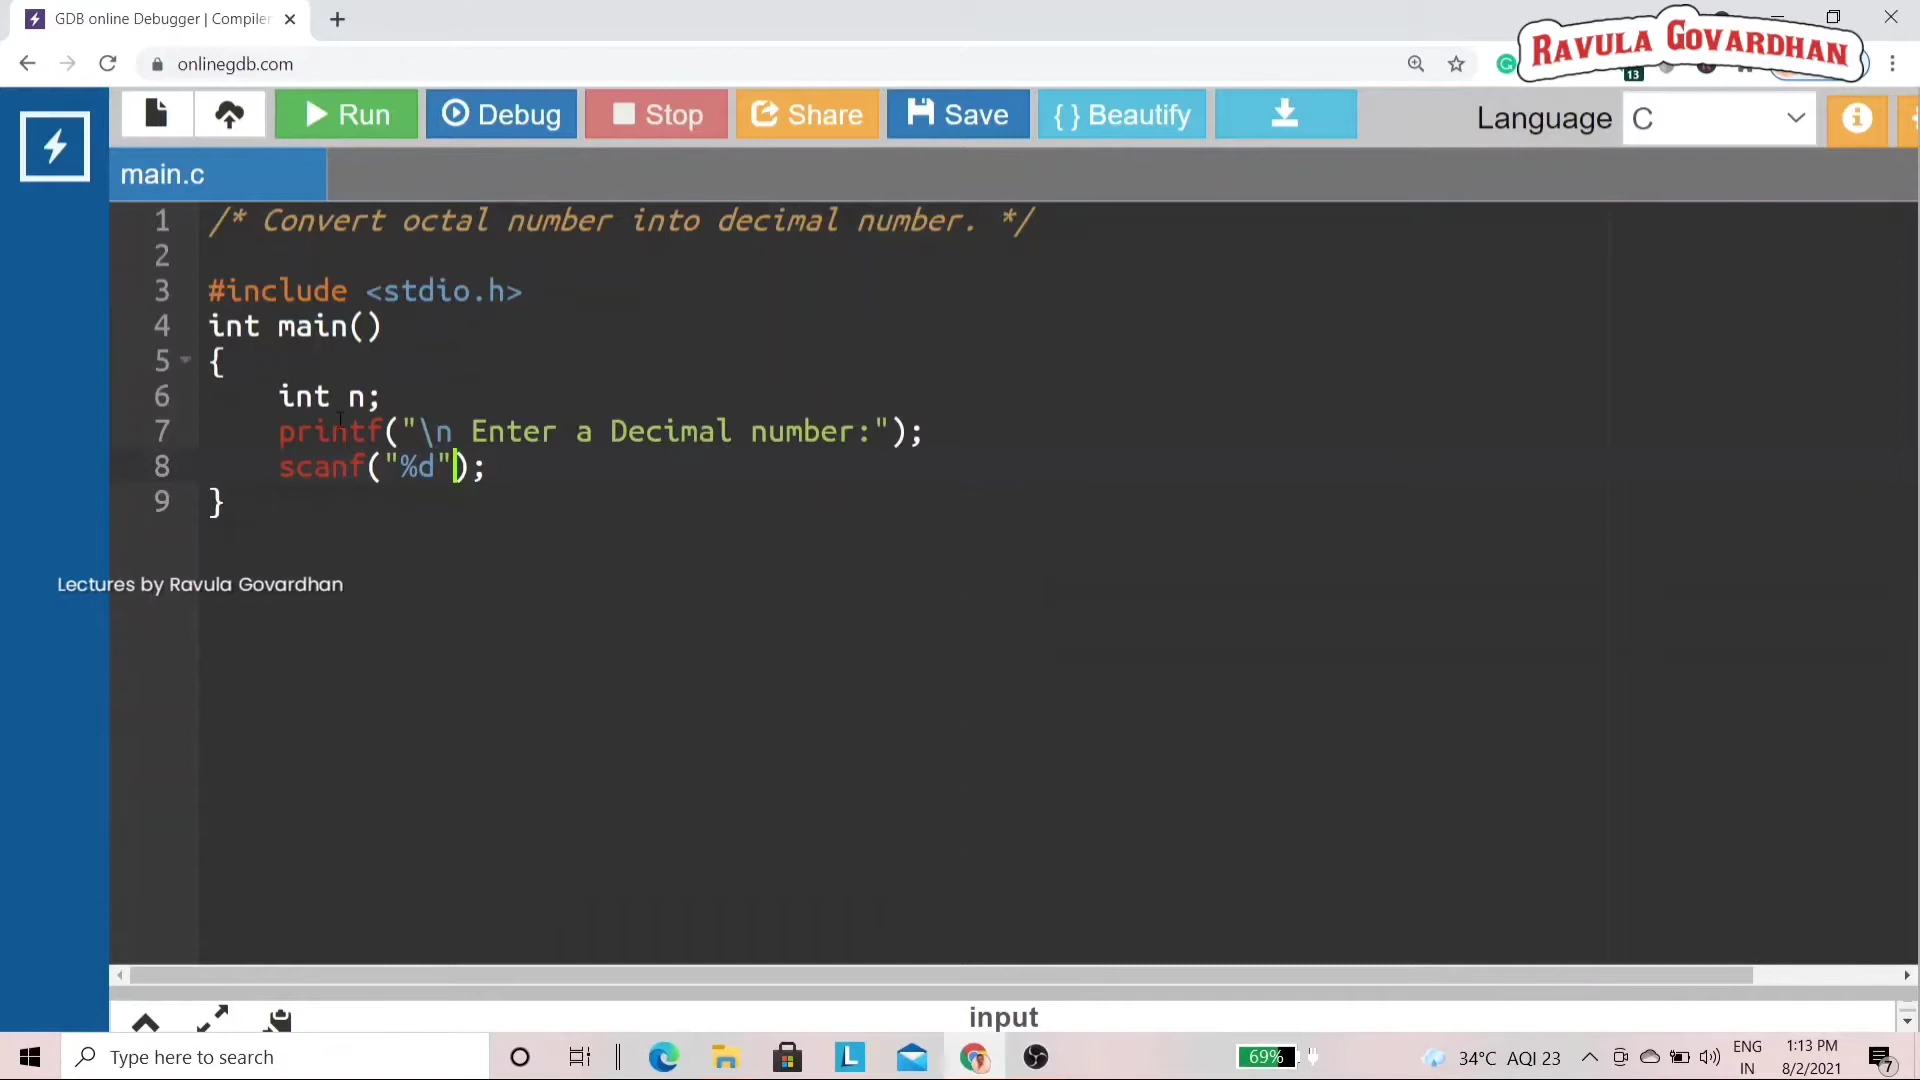 GDB online Debugger | Compiler
RAVULA GOVARDHAN
onlinegdb.com
13
Run
Debug
Stop
Share
Save
{ } Beautify
Language
C
main.c
1 /* Convert octal number into decimal number. */
2
3 #include <stdio.h>
4 int main()
5 {
6 int n;
7 printf("\n Enter a Decimal number:");
8 scanf("%d");
9 }
Lectures by Ravula Govardhan
input
Type here to search
L
69%
34°C AQI 23
ENG
IN
1:13 PM
8/2/2021
7